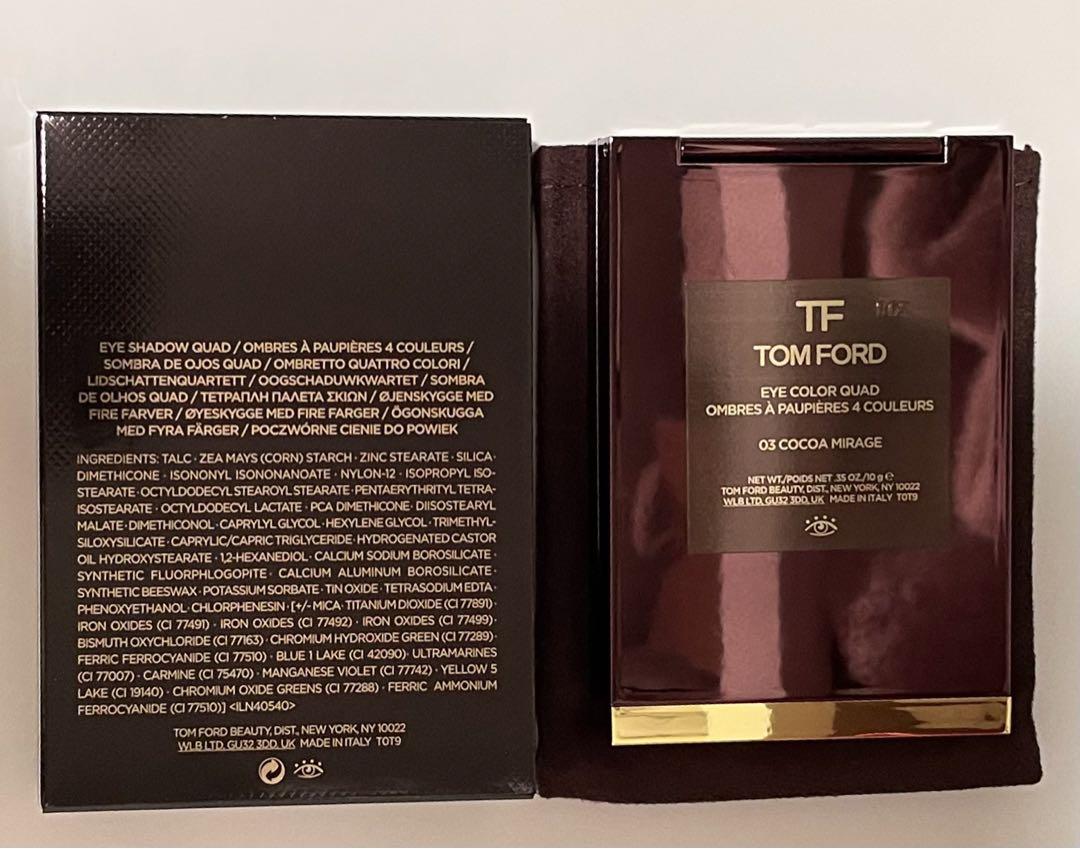 EYE SHADOW QUAD / OMBRES À PAUPIÈRES 4 COULEURS /
SOMBRA DE OJOS QUAD / OMBRETTO QUATTRO COLORI /
LIDSCHATTENQUARTETT / OOGSCHADUWKWARTET / SOMBRA
DE OLHOS QUAD / ΤΕΤΡΑΠΛΗ ΠΑΛΕΤΑ ΣΚΙΩΝ / ØJENSKYGGE MED
FIRE FARVER / ØYESKYGGE MED FIRE FARGER / ÖGONSKUGGA
MED FYRA FÄRGER / POCZWÓRNE CIENIE DO POWIEK
INGREDIENTS: TALC · ZEA MAYS (CORN) STARCH · ZINC STEARATE · SILICA ·
DIMETHICONE · ISONONYL ISONONANOATE · NYLON-12 · ISOPROPYL ISO-
STEARATE · OCTYLDODECYL STEAROYL STEARATE · PENTAERYTHRITYL TETRA-
ISOSTEARATE · OCTYLDODECYL LACTATE · PCA DIMETHICONE · DIISOSTEARYL
MALATE · DIMETHICONOL · CAPRYLYL GLYCOL · HEXYLENE GLYCOL · TRIMETHYL-
SILOXYSILICATE · CAPRYLIC/CAPRIC TRIGLYCERIDE · HYDROGENATED CASTOR
OIL HYDROXYSTEARATE · 1,2-HEXANEDIOL · CALCIUM SODIUM BOROSILICATE ·
SYNTHETIC FLUORPHLOGOPITE · CALCIUM ALUMINUM BOROSILICATE ·
SYNTHETIC BEESWAX · POTASSIUM SORBATE · TIN OXIDE · TETRASODIUM EDTA ·
PHENOXYETHANOL · CHLORPHENESIN · [+/- MICA · TITANIUM DIOXIDE (CI 77891) ·
IRON OXIDES (CI 77491) · IRON OXIDES (CI 77492) · IRON OXIDES (CI 77499) ·
BISMUTH OXYCHLORIDE (CI 77163) · CHROMIUM HYDROXIDE GREEN (CI 77289) ·
FERRIC FERROCYANIDE (CI 77510) · BLUE 1 LAKE (CI 42090) · ULTRAMARINES
(CI 77007) · CARMINE (CI 75470) · MANGANESE VIOLET (CI 77742) · YELLOW 5
LAKE (CI 19140) · CHROMIUM OXIDE GREENS (CI 77288) · FERRIC AMMONIUM
FERROCYANIDE (CI 77510)] <ILN40540>
TOM FORD BEAUTY, DIST., NEW YORK, NY 10022
WLB LTD, GU32 3DD, UK MADE IN ITALY T0T9
TF
TOM FORD
EYE COLOR QUAD
OMBRES À PAUPIÈRES 4 COULEURS
03 COCOA MIRAGE
NET WT./POIDS NET .35 OZ./10 g ℮
TOM FORD BEAUTY, DIST., NEW YORK, NY 10022
WLB LTD, GU32 3DD, UK MADE IN ITALY T0T9